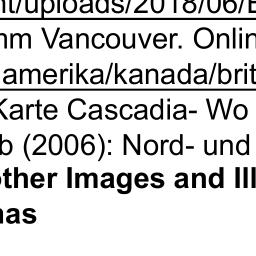 nt/uploads/2018/06/
mm Vancouver. Onlin
amerika/kanada/brit
Karte Cascadia- Wo
b (2006): Nord- und
other Images and Ill
nas